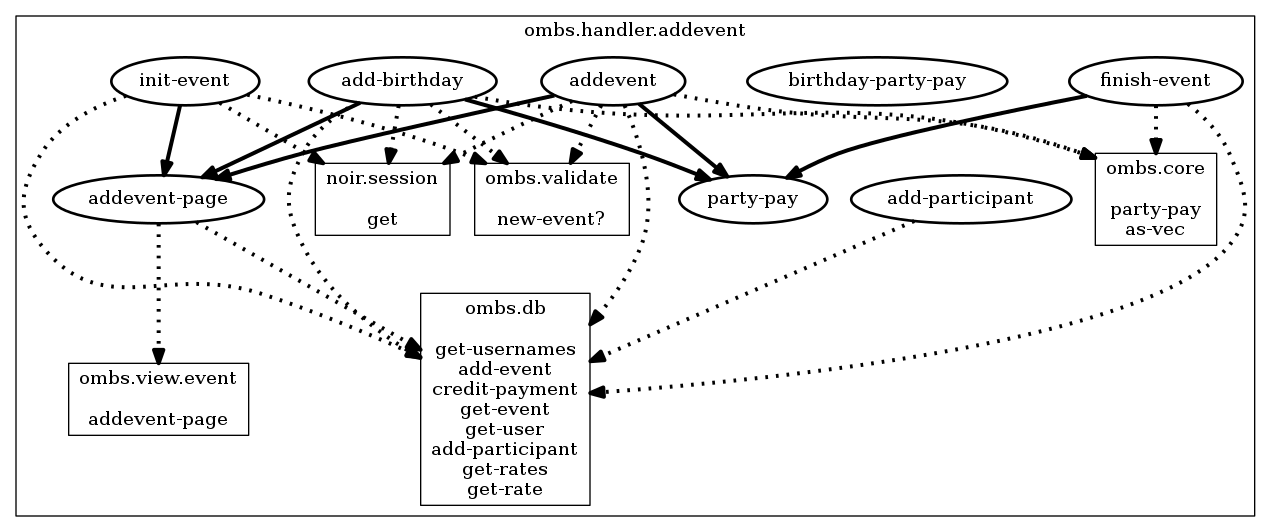 ombs.handler.addevent
init-event
add-birthday
addevent
birthday-party-pay
finish-event
addevent-page
noir.session
get
ombs.validate
new-event?
party-pay
add-participant
ombs.core
party-pay
as-vec
ombs.view.event
addevent-page
ombs.db
get-usernames
add-event
credit-payment
get-event
get-user
add-participant
get-rates
get-rate